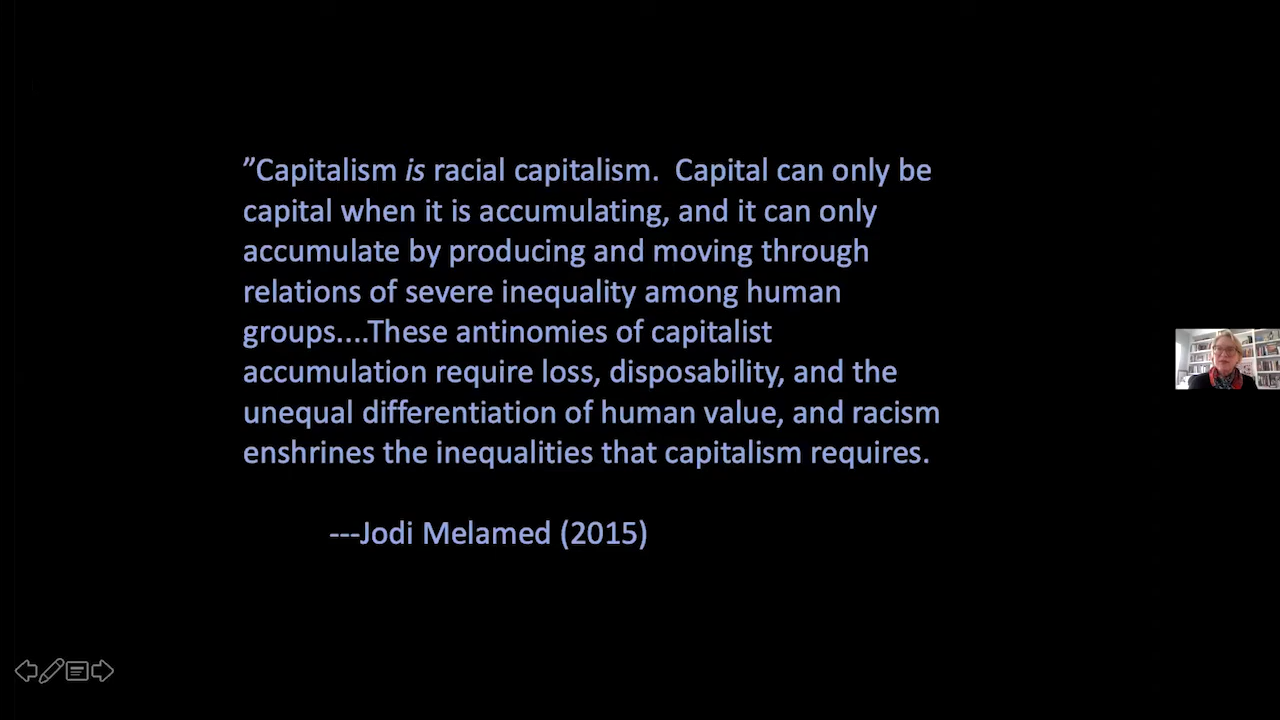 ”Capitalism is racial capitalism.  Capital can only be
capital when it is accumulating, and it can only
accumulate by producing and moving through
relations of severe inequality among human
groups....These antinomies of capitalist
accumulation require loss, disposability, and the
unequal differentiation of human value, and racism
enshrines the inequalities that capitalism requires.
---Jodi Melamed (2015)